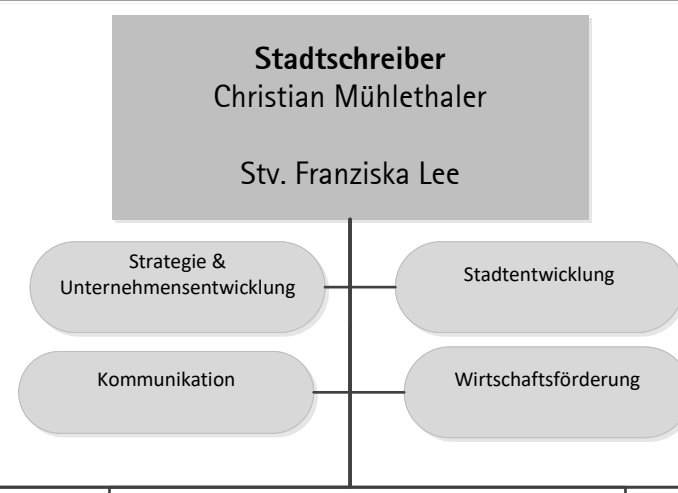 Stadtschreiber
Christian Mühlethaler
Stv. Franziska Lee
Strategie &
Unternehmensentwicklung
Stadtentwicklung
Kommunikation
Wirtschaftsförderung